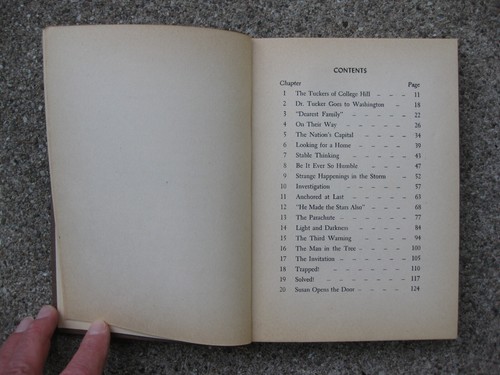 CONTENTS
Chapter Page
1 The Tuckers of College Hill – – – 11
2 Dr. Tucker Goes to Washington – 18
3 "Dearest Family" – – – – – 22
4 On Their Way – – – – – 26
5 The Nation's Capital – – – – 34
6 Looking for a Home – – – – 39
7 Stable Thinking – – – – – 43
8 Be It Ever So Humble – – – – 47
9 Strange Happenings in the Storm – 52
10 Investigation – – – – – 57
11 Anchored at Last – – – – – 63
12 "He Made the Stars Also" – – – 68
13 The Parachute – – – – – 77
14 Light and Darkness – – – – 84
15 The Third Warning – – – – 94
16 The Man in the Tree – – – – 100
17 The Invitation – – – – – 105
18 Trapped! – – – – – – 110
19 Solved! – – – – – – 117
20 Susan Opens the Door – – – – 124